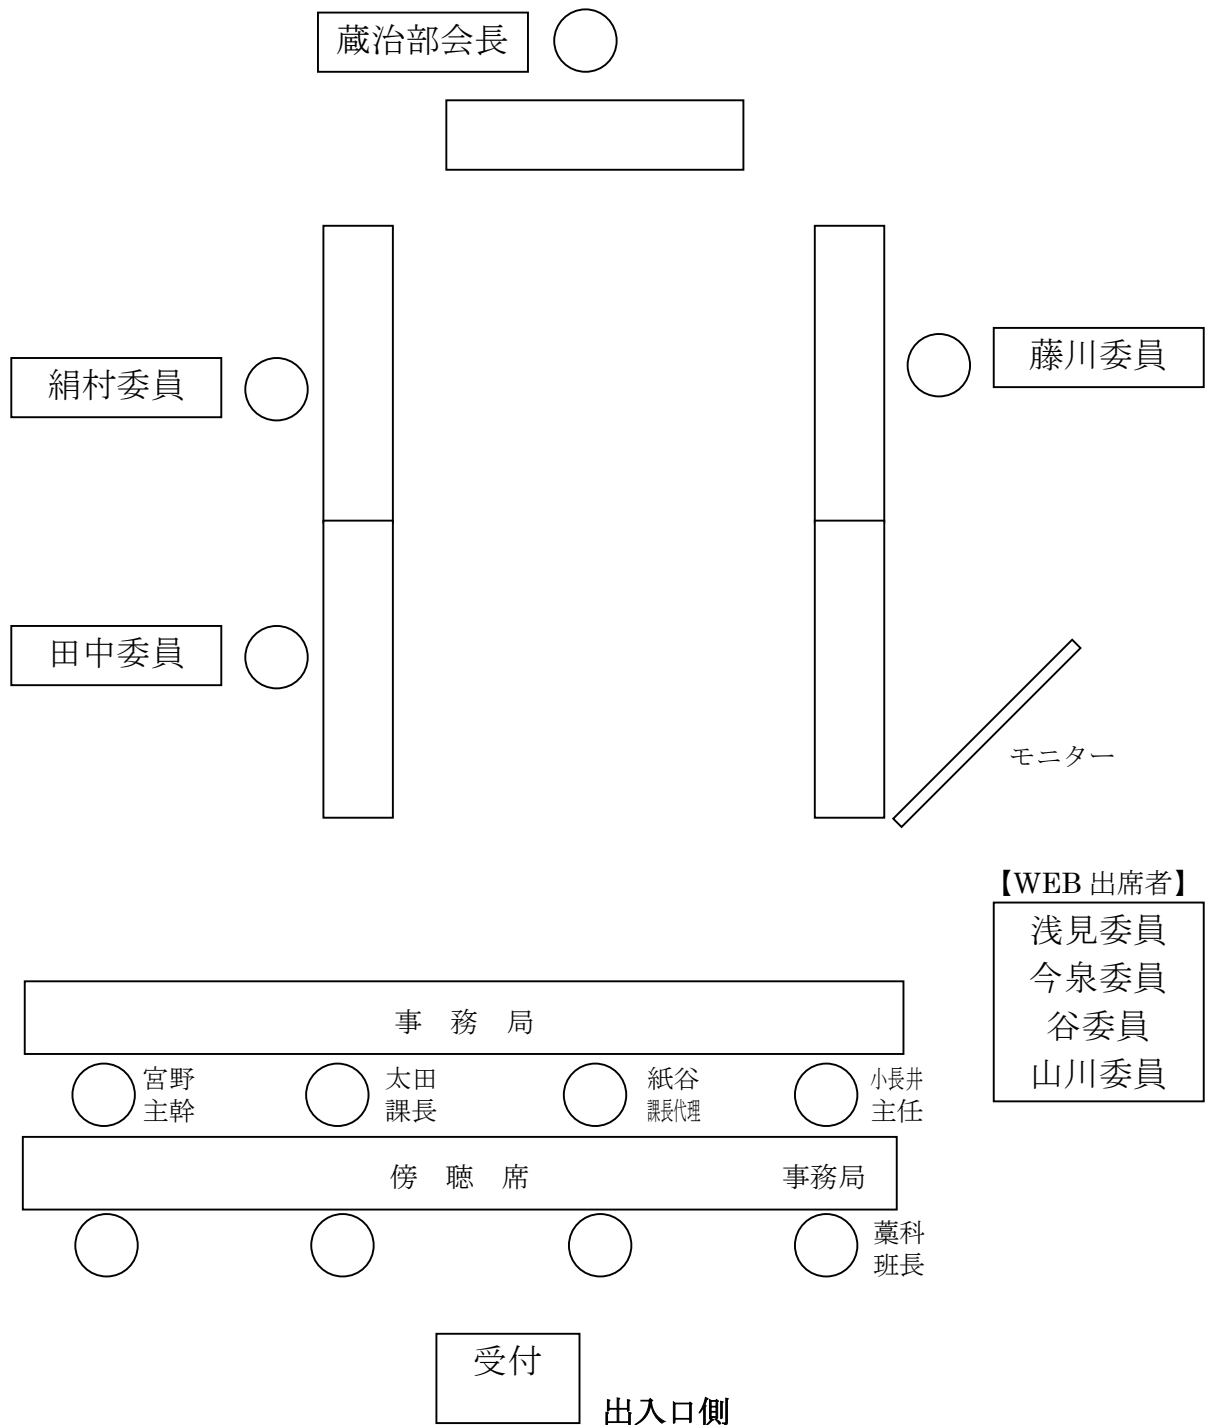 蔵治部会長
絹村委員
藤川委員
田中委員
モニター
【WEB 出席者】
浅見委員
今泉委員
谷委員
山川委員
事 務 局
宮野
主幹
太田
課長
紙谷
課長代理
小長井
主任
傍 聴 席
事務局
藁科
班長
受付
出入口側